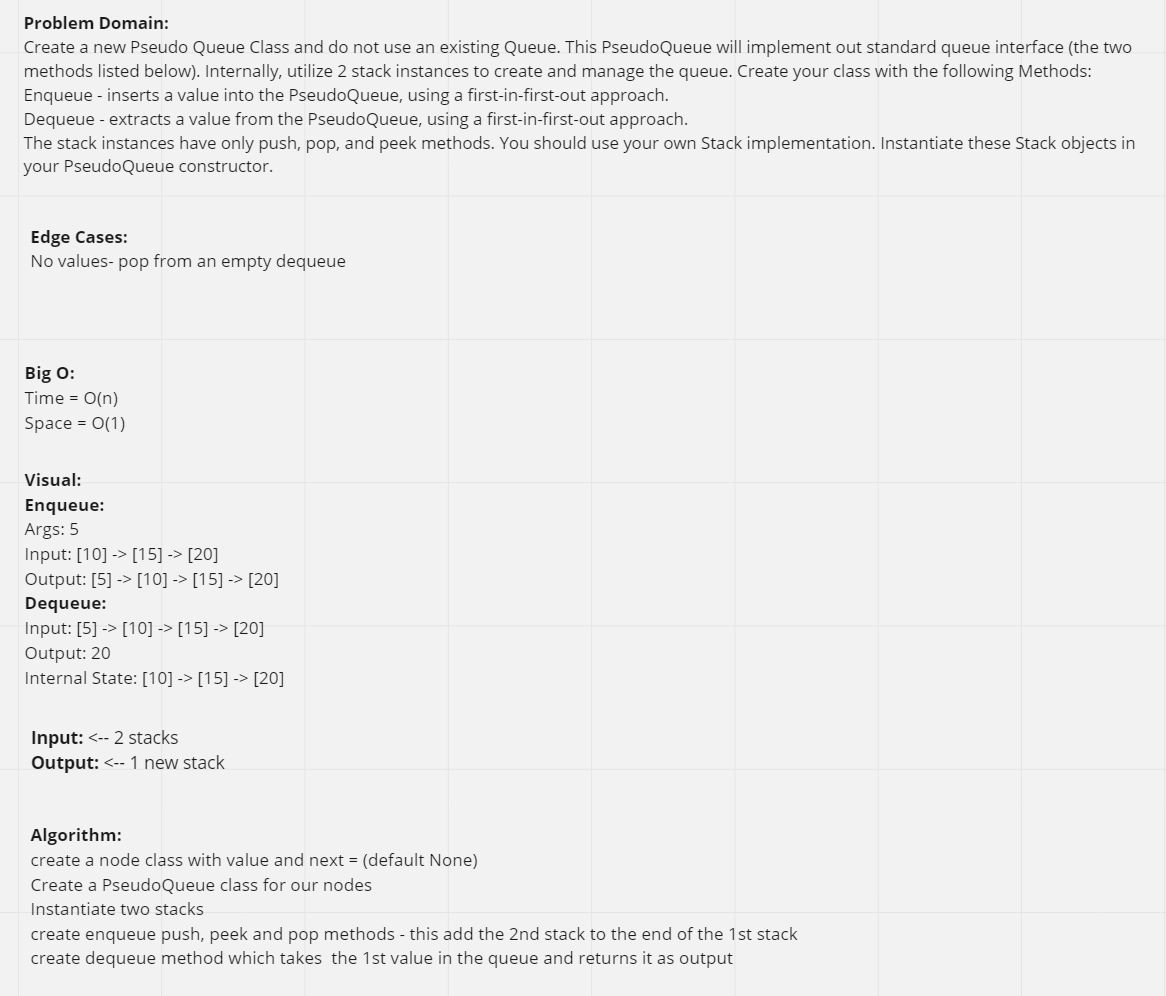 Problem Domain:
Create a new Pseudo Queue Class and do not use an existing Queue. This PseudoQueue will implement out standard queue interface (the two
methods listed below). Internally, utilize 2 stack instances to create and manage the queue. Create your class with the following Methods:
Enqueue - inserts a value into the PseudoQueue, using a first-in-first-out approach.
Dequeue - extracts a value from the PseudoQueue, using a first-in-first-out approach.
The stack instances have only push, pop, and peek methods. You should use your own Stack implementation. Instantiate these Stack objects in
your PseudoQueue constructor.
Edge Cases:
No values- pop from an empty dequeue
Big O:
Time = O(n)
Space = O(1)
Visual:
Enqueue:
Args: 5
Input: [10] -> [15] -> [20]
Output: [5] -> [10] -> [15] -> [20]
Dequeue:
Input: [5] -> [10] -> [15] -> [20]
Output: 20
Internal State: [10] -> [15] -> [20]
Input: <-- 2 stacks
Output: <-- 1 new stack
Algorithm:
create a node class with value and next = (default None)
Create a PseudoQueue class for our nodes
Instantiate two stacks
create enqueue push, peek and pop methods - this add the 2nd stack to the end of the 1st stack
create dequeue method which takes  the 1st value in the queue and returns it as output